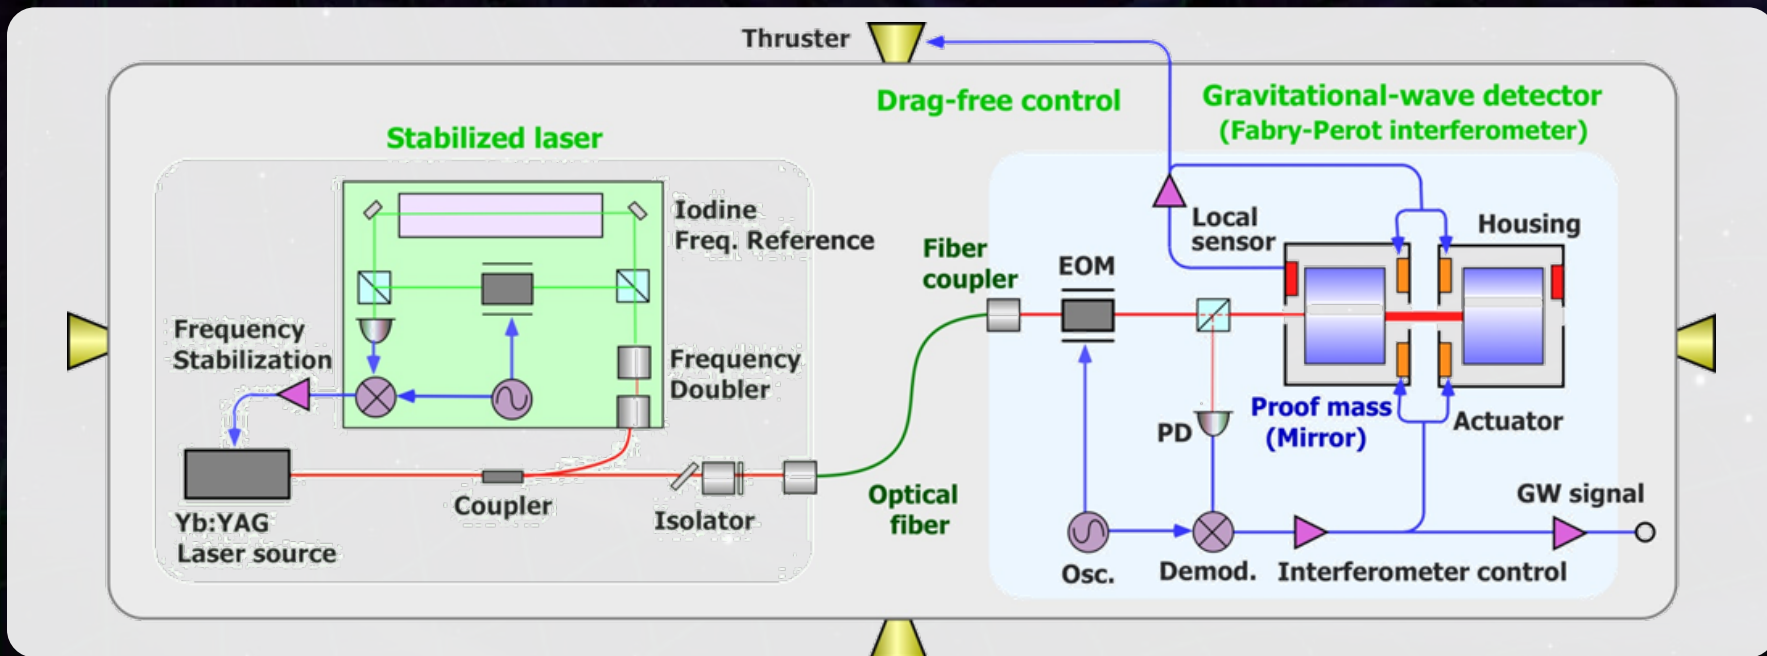 Thruster
Drag-free control
Gravitational-wave detector
(Fabry-Perot interferometer)
Stabilized laser
Iodine
Freq. Reference
Local
sensor
Housing
Fiber
coupler
EOM
Frequency
Stabilization
Frequency
Doubler
Proof mass
(Mirror)
Actuator
PD
Coupler
Isolator
Optical
fiber
GW signal
Yb:YAG
Laser source
Osc.
Demod.
Interferometer control